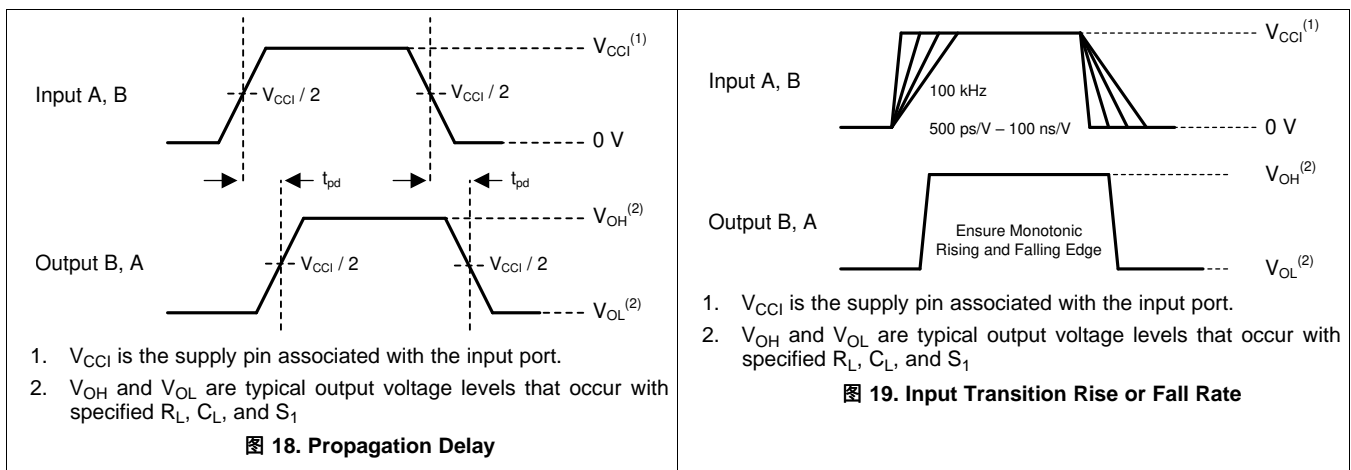 V_CCI^(1)
Input A, B
V_CCI / 2
V_CCI / 2
0 V
t_pd
t_pd
V_OH^(2)
Output B, A
V_CCI / 2
V_CCI / 2
V_OL^(2)
1. V_CCI is the supply pin associated with the input port.
2. V_OH and V_OL are typical output voltage levels that occur with
specified R_L, C_L, and S_1
图 18. Propagation Delay
V_CCI^(1)
Input A, B
100 kHz
500 ps/V – 100 ns/V
0 V
V_OH^(2)
Output B, A
Ensure Monotonic
Rising and Falling Edge
V_OL^(2)
1. V_CCI is the supply pin associated with the input port.
2. V_OH and V_OL are typical output voltage levels that occur with
specified R_L, C_L, and S_1
图 19. Input Transition Rise or Fall Rate